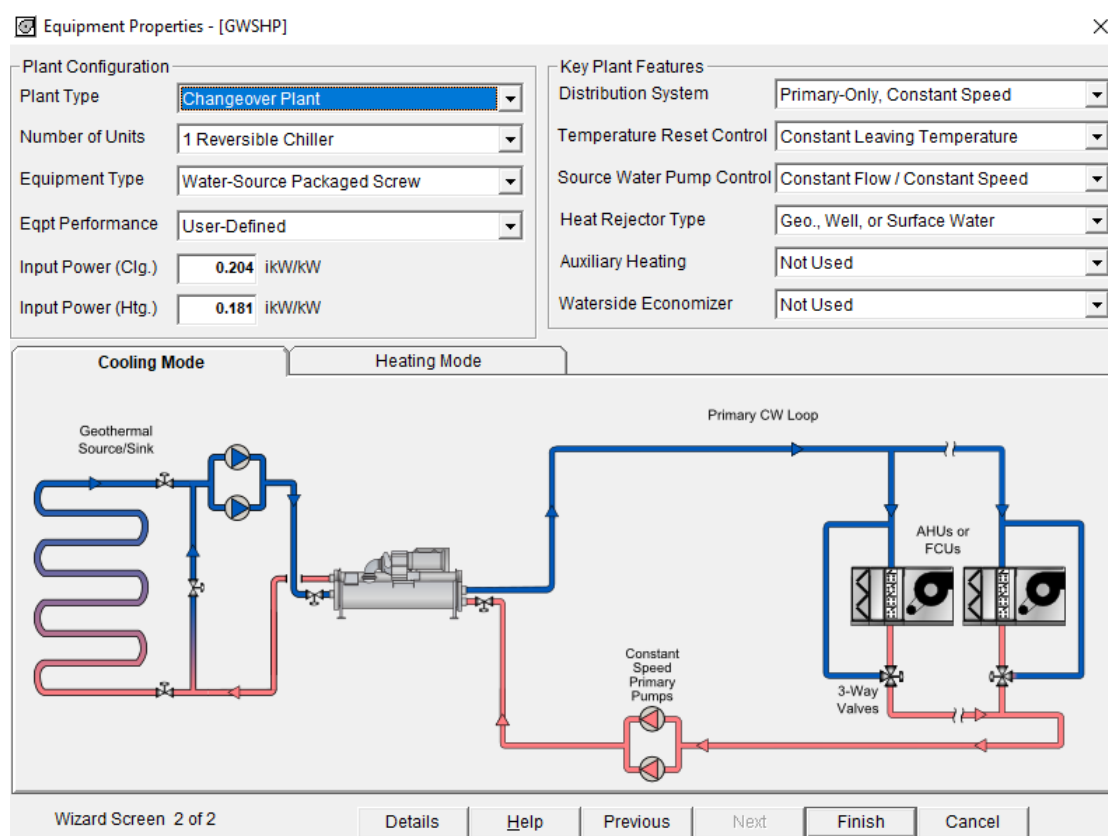 Equipment Properties - [GWSHP]
Plant Configuration
Plant Type
Changeover Plant
Number of Units
1 Reversible Chiller
Equipment Type
Water-Source Packaged Screw
Eqpt Performance
User-Defined
Input Power (Clg.)
0.204 ikW/kW
Input Power (Htg.)
0.181 ikW/kW
Key Plant Features
Distribution System
Primary-Only, Constant Speed
Temperature Reset Control
Constant Leaving Temperature
Source Water Pump Control
Constant Flow / Constant Speed
Heat Rejector Type
Geo., Well, or Surface Water
Auxiliary Heating
Not Used
Waterside Economizer
Not Used
Cooling Mode
Heating Mode
Geothermal
Source/Sink
Primary CW Loop
AHUs or
FCUs
Constant
Speed
Primary
Pumps
3-Way
Valves
Wizard Screen 2 of 2
Details
Help
Previous
Next
Finish
Cancel